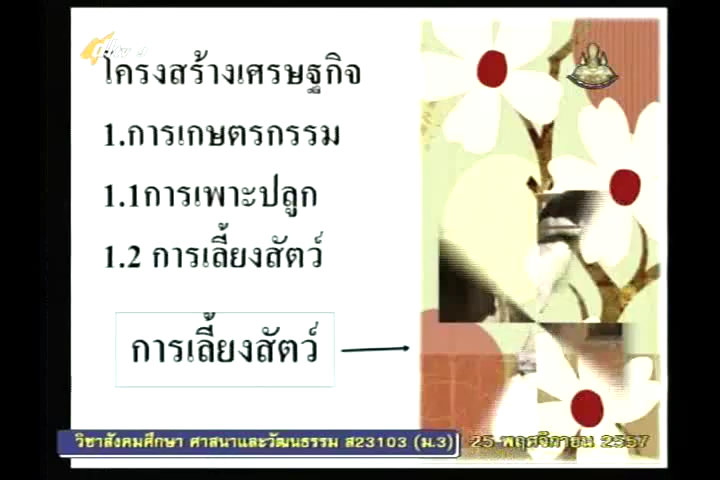 โครงสร้างเศรษฐกิจ
1.การเกษตรกรรม
1.1การเพาะปลูก
1.2 การเลี้ยงสัตว์
การเลี้ยงสัตว์
วิชาสังคมศึกษา ศาสนาและวัฒนธรรม ส23103 (ม.3)
25 พฤศจิกายน 2557